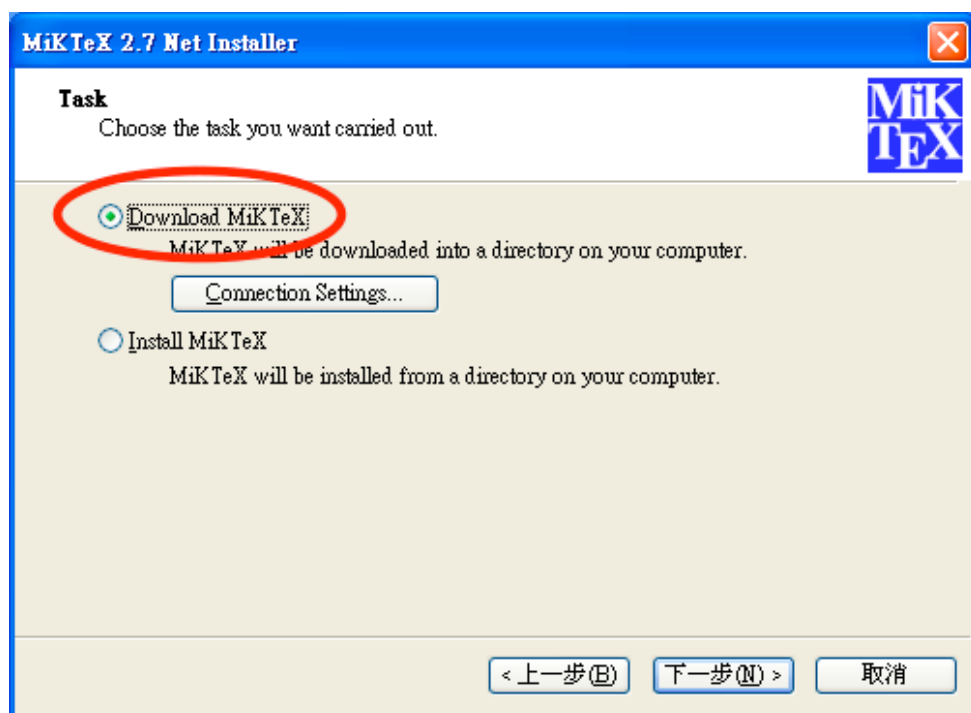 MiKTeX 2.7 Net Installer
Task
Choose the task you want carried out.
MiK
TEX
Download MiKTeX
MiKTeX will be downloaded into a directory on your computer.
Connection Settings...
Install MiKTeX
MiKTeX will be installed from a directory on your computer.
<上一步(B)
下一步(N)>
取消